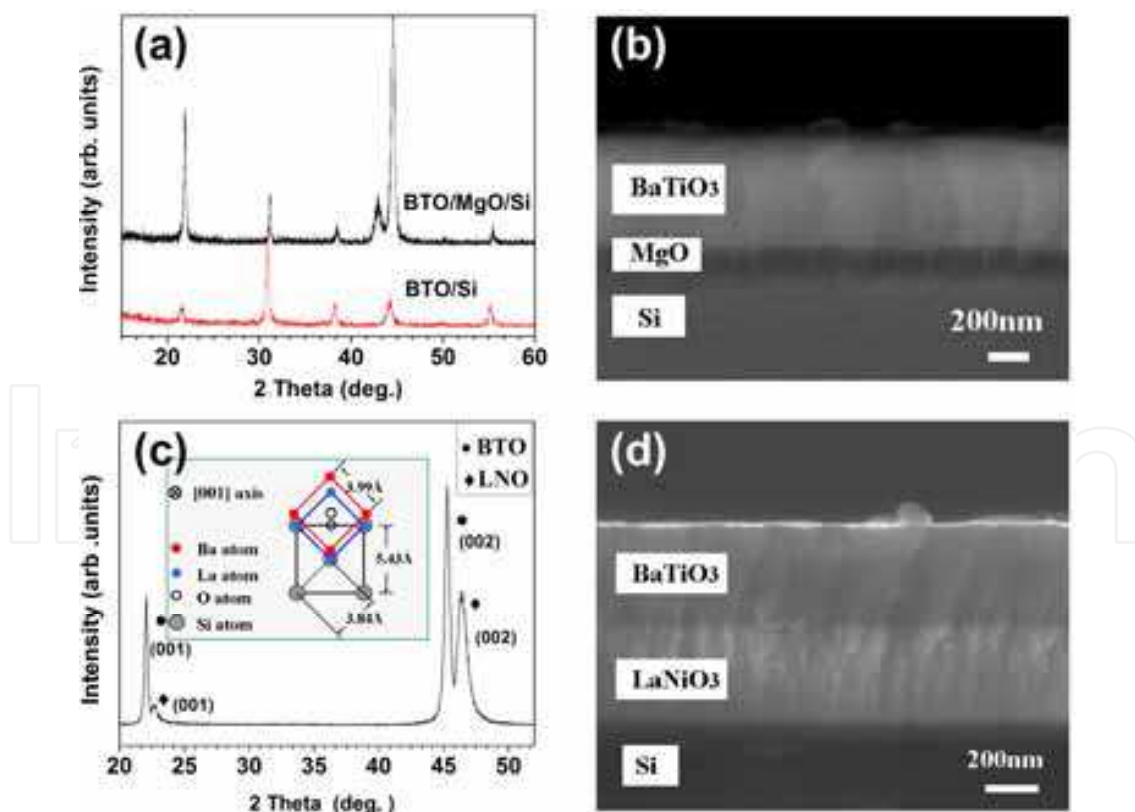 (a)
Intensity (arb. units)
BTO/MgO/Si
BTO/Si
20 30 40 50 60
2 Theta (deg.)
(b)
BaTiO3
MgO
Si
200nm
(c)
Intensity (arb .units)
BTO
LNO
[001] axis
3.99Å
5.43Å
3.84Å
Ba atom
La atom
O atom
Si atom
(001)
(001)
(002)
(002)
20 25 30 35 40 45 50
2 Theta (deg. )
(d)
BaTiO3
LaNiO3
Si
200nm